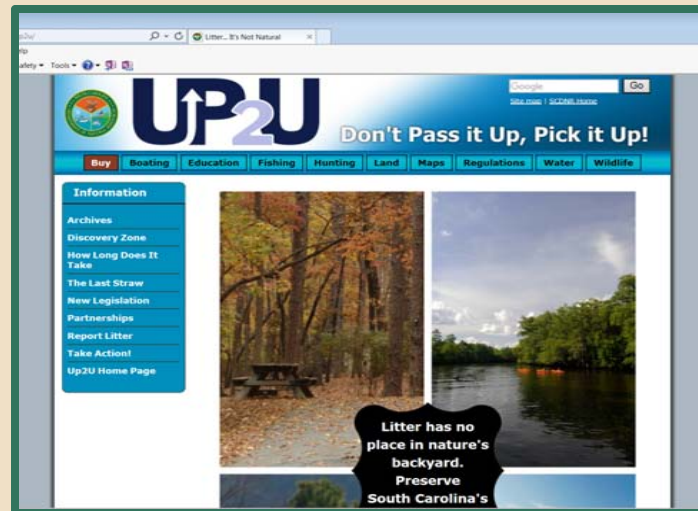 p2u/
Litter... It's Not Natural
elp
afety Tools
UP2U
Google
Go
Site map | SCDNR Home
Don't Pass it Up, Pick it Up!
Buy Boating Education Fishing Hunting Land Maps Regulations Water Wildlife
Information
Archives
Discovery Zone
How Long Does It
Take
The Last Straw
New Legislation
Partnerships
Report Litter
Take Action!
Up2U Home Page
Litter has no
place in nature's
backyard.
Preserve
South Carolina's